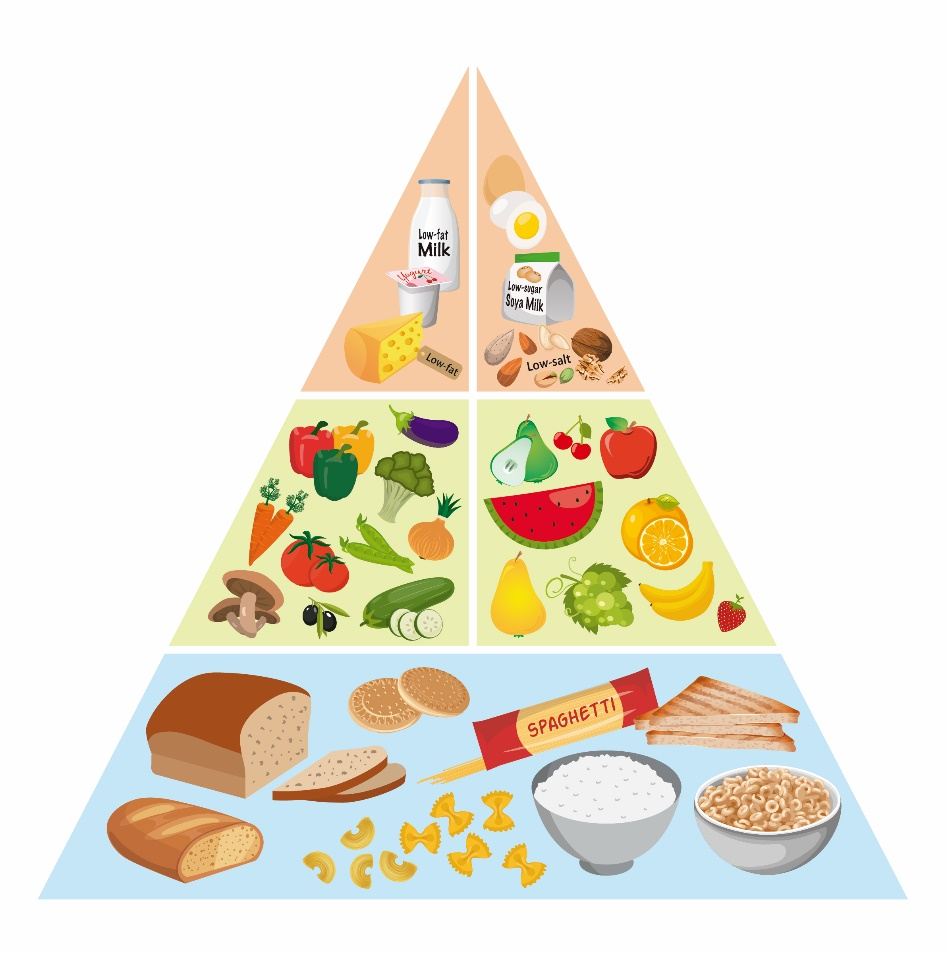 Low-fat
Milk
Yogurt
Low-fat
Low-sugar
Soya Milk
Low-salt
SPAGHETTI